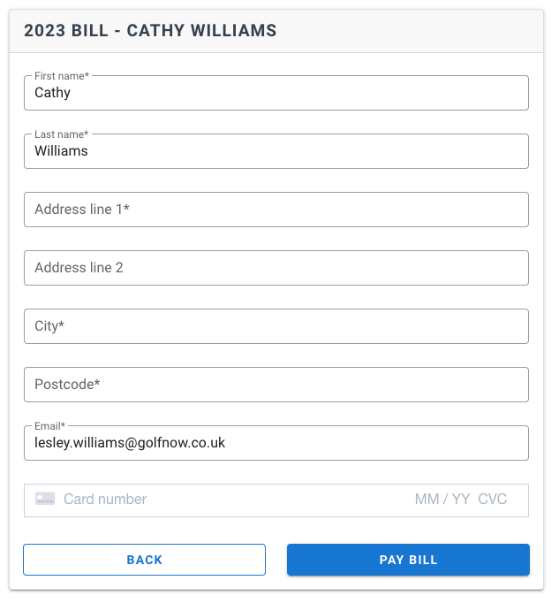 2023 BILL - CATHY WILLIAMS
First name*
Cathy
Last name*
Williams
Address line 1*
Address line 2
City*
Postcode*
Email*
lesley.williams@golfnow.co.uk
Card number MM / YY CVC
BACK PAY BILL